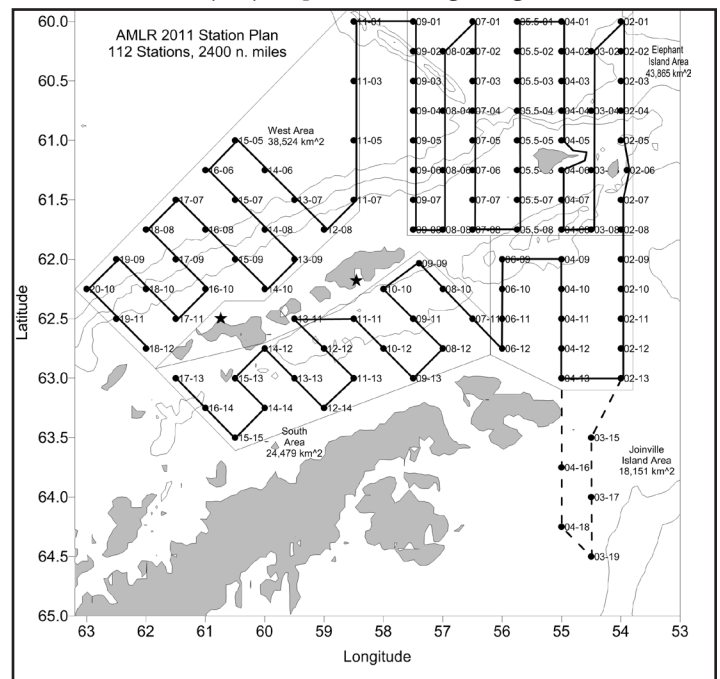 AMLR 2011 Station Plan
112 Stations, 2400 n. miles
60.0
11-01 09-01 07-01 05.5-01 04-01 02-01
09-02 08-02 07-02 05.5-02 04-02 03-02 02-02
Elephant
Island Area
43,865 km^2
60.5
11-03 09-03 07-03 05.5-03 04-03 02-03
09-04 08-04 07-04 05.5-04 04-04 03-04 02-04
West Area
38,524 km^2
61.0
15-05 11-05 09-05 07-05 05.5-05 04-05 02-05
16-06 14-06 09-06 08-06 07-06 05.5-06 04-06 02-06
61.5
17-07 15-07 13-07 11-07 09-07 07-07 05.5-07 04-07 02-07
18-08 16-08 14-08 12-08 09-08 08-08 07-08 05.5-08 04-08 03-08 02-08
62.0
19-09 17-09 15-09 13-09 09-09 06-09 04-09 02-09
20-10 18-10 16-10 14-10 10-10 08-10 06-10 04-10 02-10
62.5
19-11 17-11 13-11 11-11 09-11 07-11 06-11 04-11 02-11
18-12 14-12 12-12 10-12 08-12 06-12 04-12 02-12
63.0
17-13 15-13 13-13 11-13 09-13 04-13 02-13
16-14 14-14 12-14
63.5
15-15 03-15
South
Area
24,479 km^2
Joinville
Island Area
18,151 km^2
04-16
64.0
03-17
04-18
64.5
03-19
65.0
Latitude
63 62 61 60 59 58 57 56 55 54 53
Longitude